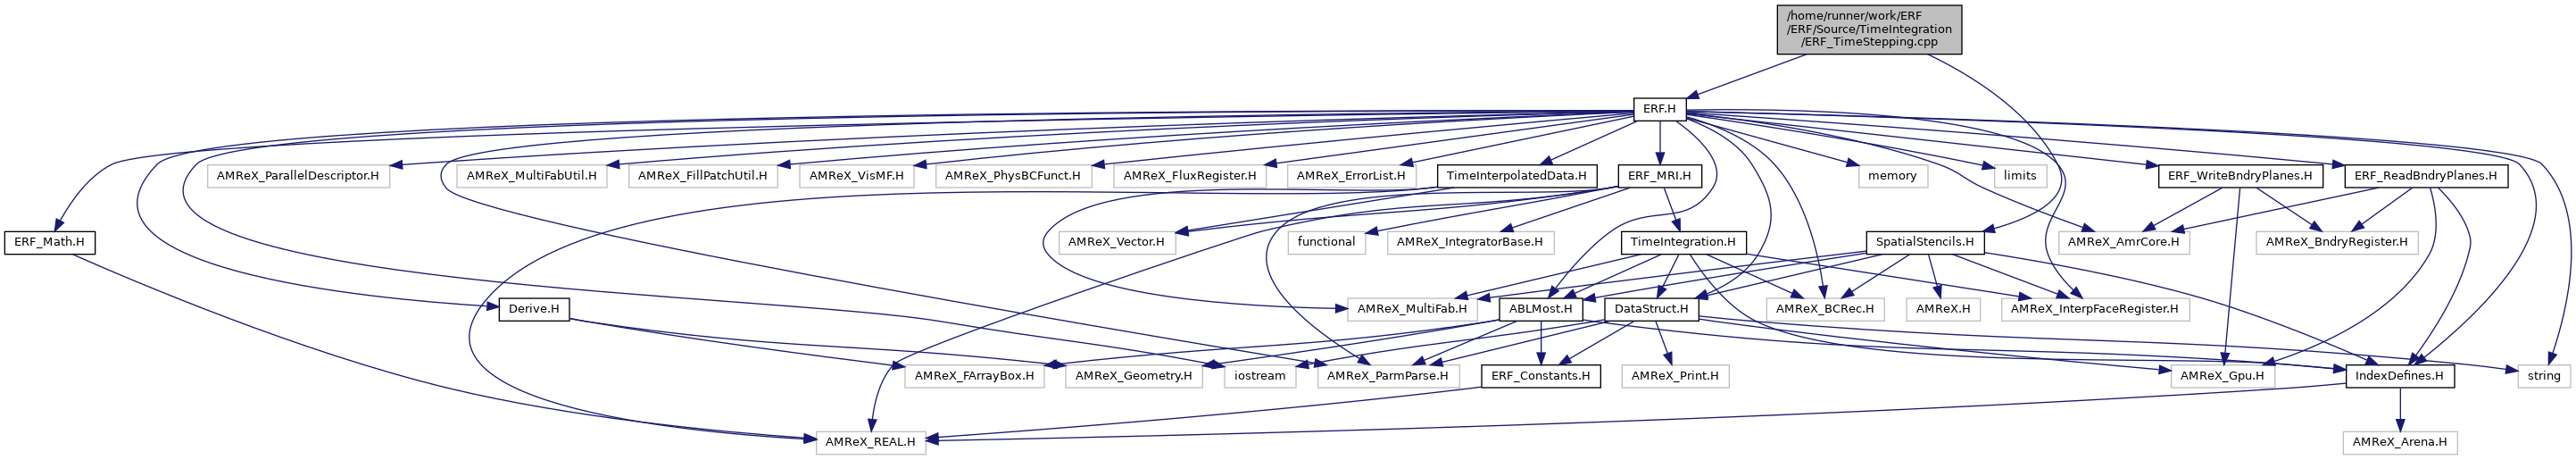 /home/runner/work/ERF
/ERF/Source/TimeIntegration
/ERF_TimeStepping.cpp
ERF.H
AMReX_ParallelDescriptor.H
AMReX_MultiFabUtil.H
AMReX_FillPatchUtil.H
AMReX_VisMF.H
AMReX_PhysBCFunct.H
AMReX_FluxRegister.H
AMReX_ErrorList.H
TimeInterpolatedData.H
ERF_MRI.H
memory
limits
ERF_WriteBndryPlanes.H
ERF_ReadBndryPlanes.H
ERF_Math.H
AMReX_Vector.H
functional
AMReX_IntegratorBase.H
TimeIntegration.H
SpatialStencils.H
AMReX_AmrCore.H
AMReX_BndryRegister.H
Derive.H
AMReX_MultiFab.H
ABLMost.H
DataStruct.H
AMReX_BCRec.H
AMReX.H
AMReX_InterpFaceRegister.H
AMReX_FArrayBox.H
AMReX_Geometry.H
iostream
AMReX_ParmParse.H
ERF_Constants.H
AMReX_Print.H
AMReX_Gpu.H
IndexDefines.H
string
AMReX_REAL.H
AMReX_Arena.H